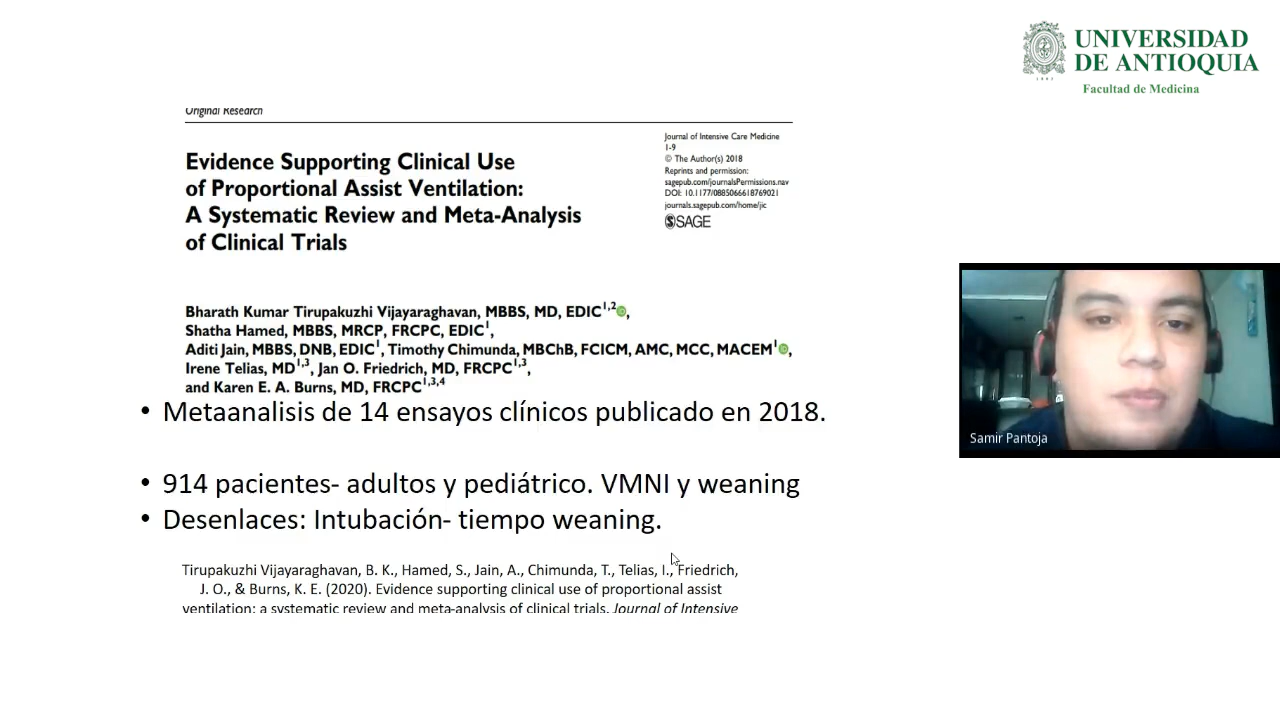 UNIVERSIDAD
DE ANTIOQUIA
Facultad de Medicina
1803
Original Research
Evidence Supporting Clinical Use
of Proportional Assist Ventilation:
A Systematic Review and Meta-Analysis
of Clinical Trials
Journal of Intensive Care Medicine
1-9
© The Author(s) 2018
Reprints and permission:
sagepub.com/journalsPermissions.nav
DOI: 10.1177/0885066618769021
journals.sagepub.com/home/jic
SAGE
Bharath Kumar Tirupakuzhi Vijayaraghavan, MBBS, MD, EDIC1,2,
Shatha Hamed, MBBS, MRCP, FRCPC, EDIC1,
Aditi Jain, MBBS, DNB, EDIC1, Timothy Chimunda, MBChB, FCICM, AMC, MCC, MACEM1,
Irene Telias, MD1,3, Jan O. Friedrich, MD, FRCPC1,3,
and Karen E. A. Burns, MD, FRCPC1,3,4
• Metaanalisis de 14 ensayos clínicos publicado en 2018.
• 914 pacientes- adultos y pediátrico. VMNI y weaning
• Desenlaces: Intubación- tiempo weaning.
Tirupakuzhi Vijayaraghavan, B. K., Hamed, S., Jain, A., Chimunda, T., Telias, I., Friedrich,
J. O., & Burns, K. E. (2020). Evidence supporting clinical use of proportional assist
ventilation: a systematic review and meta-analysis of clinical trials. Journal of Intensive
Samir Pantoja